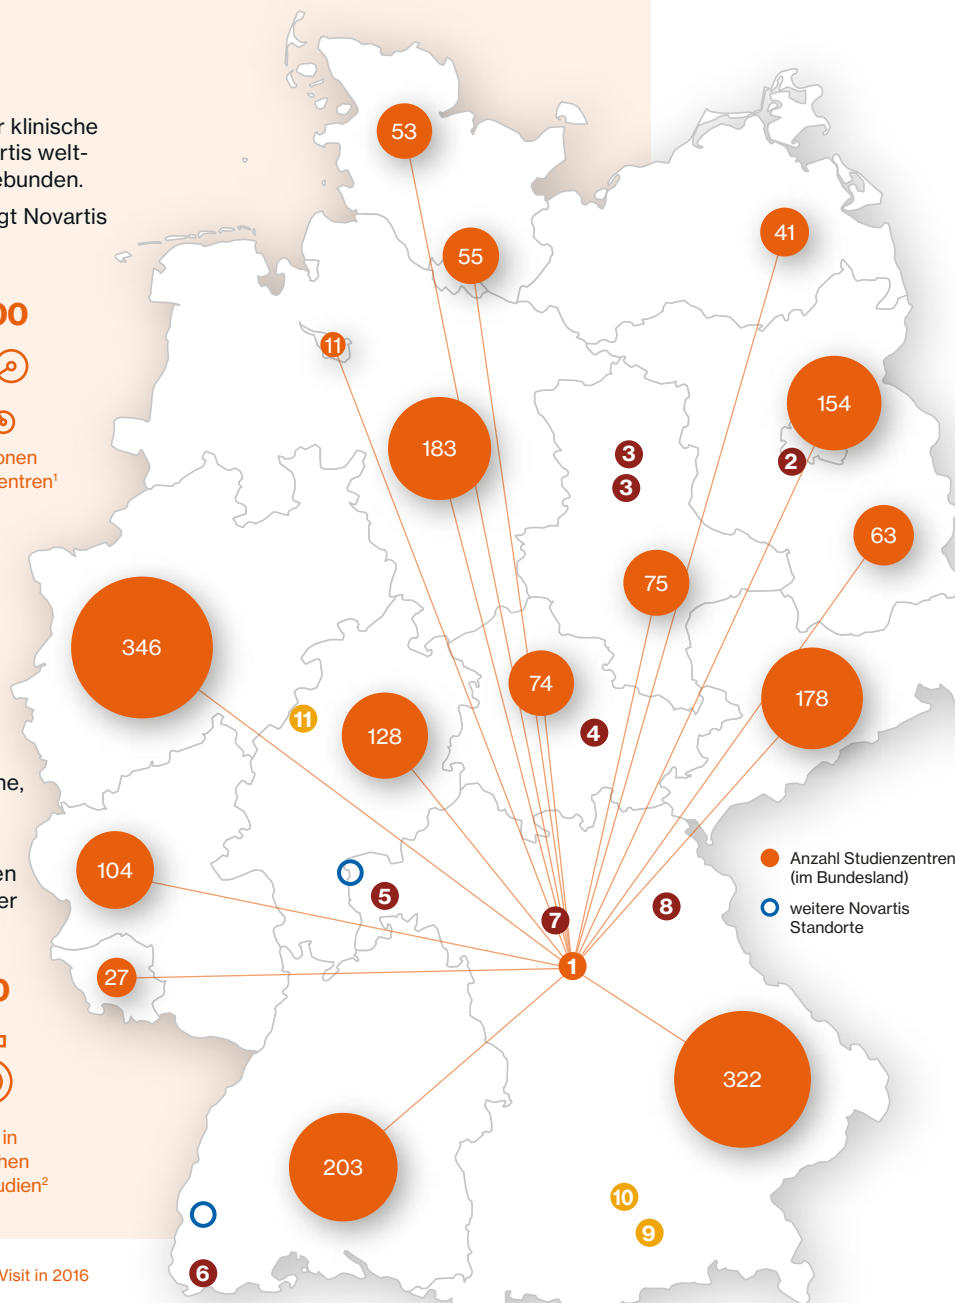 r klinische
rtis welt-
ebunden.
gt Novartis
00
onen
entren¹
ne,
en
er
0
in
hen
udien²
Visit in 2016
53
55
41
11
154
183
3
2
3
63
75
346
74
178
11
128
4
104
5
7
8
27
1
322
203
10
9
6
Anzahl Studienzentren
(im Bundesland)
weitere Novartis
Standorte